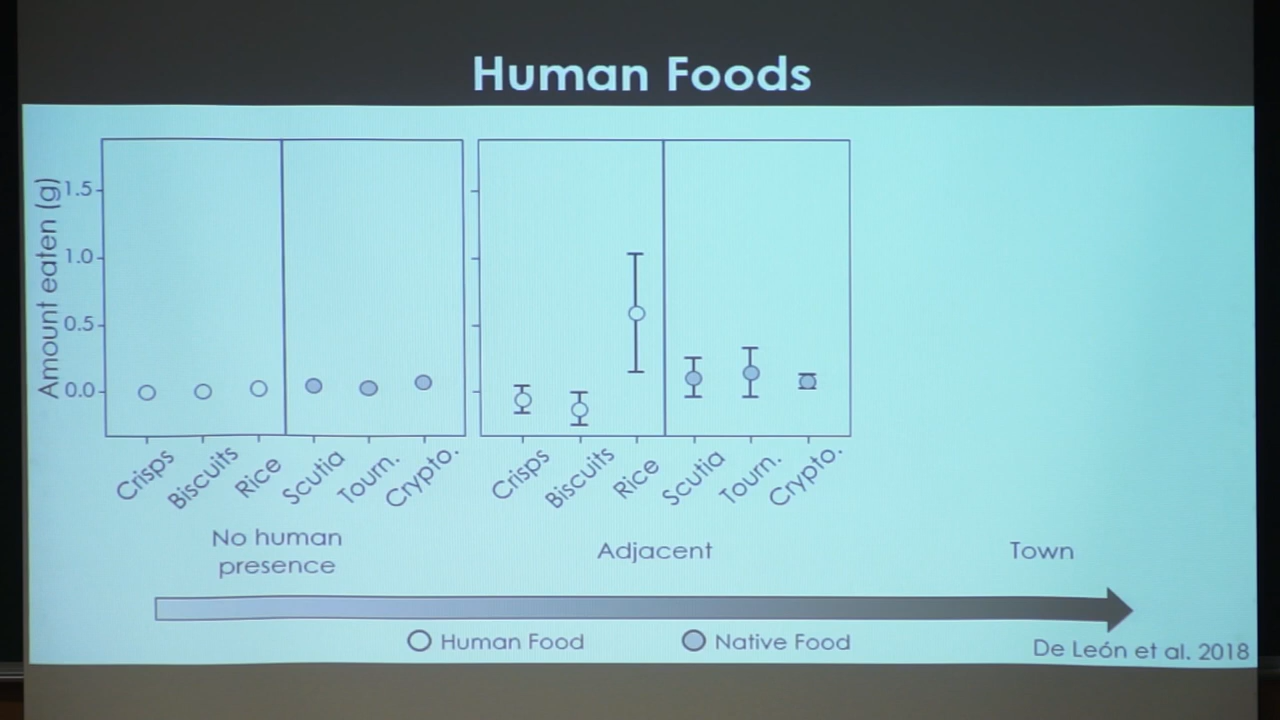 Human Foods
Amount eaten (g)
1.5
1.0
0.5
0.0
Crisps
Biscuits
Rice
Scutia
Tourn.
Crypto.
Crisps
Biscuits
Rice
Scutia
Tourn.
Crypto.
No human
presence
Adjacent
Town
Human Food
Native Food
De León et al. 2018